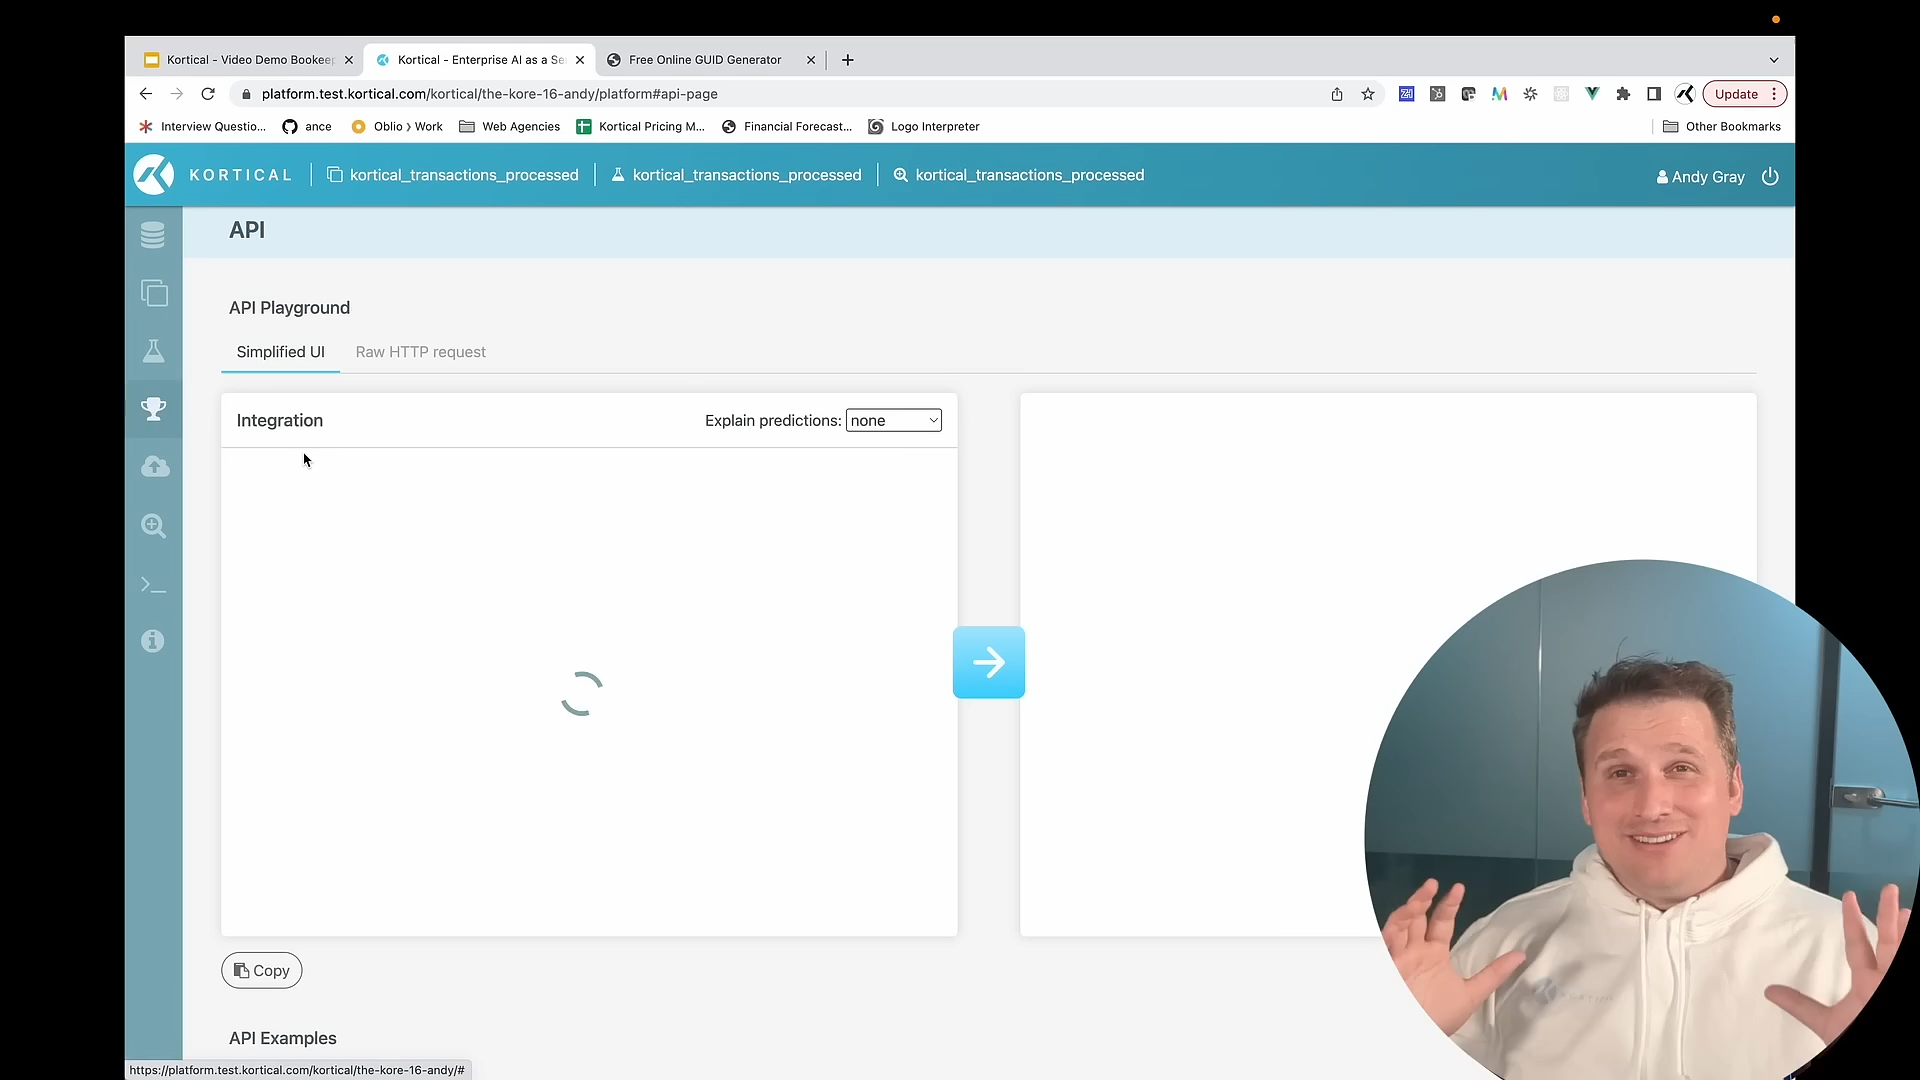 Kortical - Video Demo Bookee
Kortical - Enterprise AI as a Se
Free Online GUID Generator
platform.test.kortical.com/kortical/the-kore-16-andy/platform#api-page
Update
Interview Questio...
ance
Oblio › Work
Web Agencies
Kortical Pricing M...
Financial Forecast...
Logo Interpreter
Other Bookmarks
KORTICAL
kortical_transactions_processed
kortical_transactions_processed
kortical_transactions_processed
Andy Gray
API
API Playground
Simplified UI
Raw HTTP request
Integration
Explain predictions: none
Copy
API Examples
https://platform.test.kortical.com/kortical/the-kore-16-andy/#